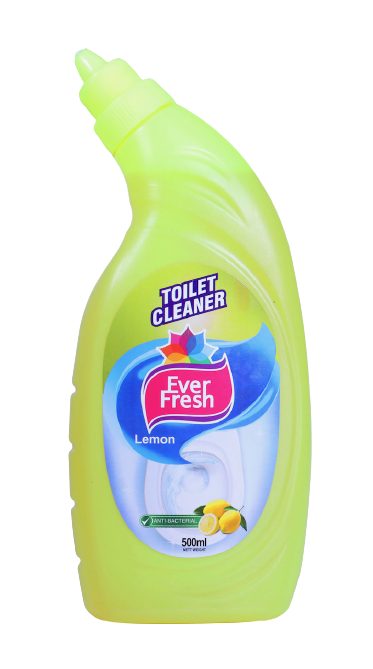 TOILET
CLEANER
Ever
Fresh
Lemon
ANTI-BACTERIAL
500ml
NETT WEIGHT